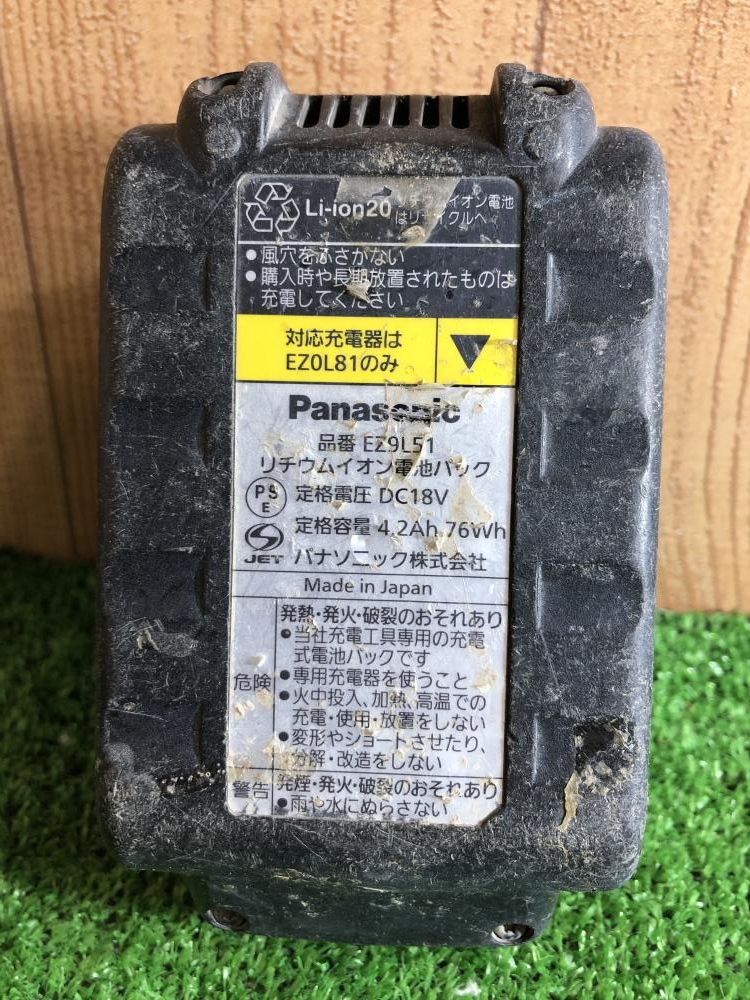 Li-ion20
リチウムイオン電池
はリサイクルへ
●風穴をふさがない
●購入時や長期放置されたものは
充電してください
対応充電器は
EZ0L81のみ
Panasonic
品番 EZ9L51
リチウムイオン電池パック
PS
E
定格電圧 DC18V
定格容量 4.2Ah 76Wh
JET パナソニック株式会社
Made in Japan
危険
発熱・発火・破裂のおそれあり
●当社充電工具専用の充電
式電池パックです
●専用充電器を使うこと
●火中投入、加熱、高温での
充電・使用・放置をしない
●変形やショートさせたり、
分解・改造をしない
警告
発煙・発火・破裂のおそれあり
●雨や水にぬらさない